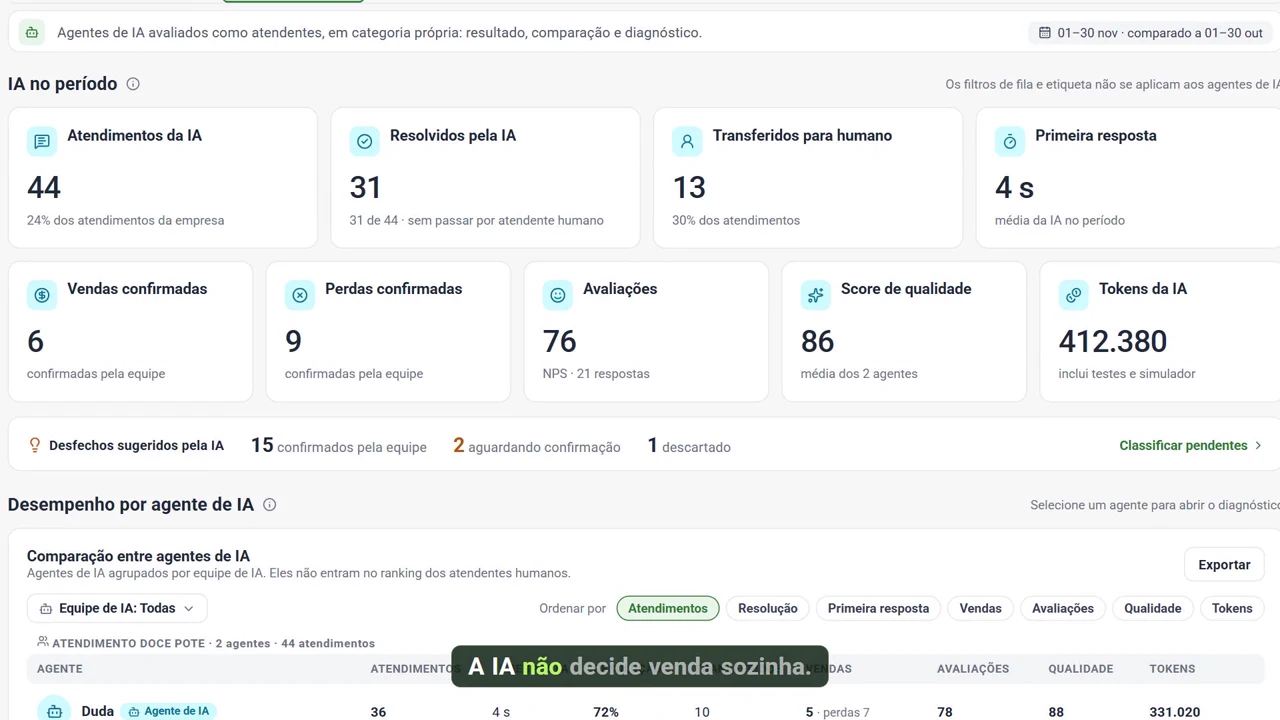 Agentes de IA avaliados como atendentes, em categoria própria: resultado, comparação e diagnóstico.
01–30 nov · comparado a 01–30 out
IA no período
Os filtros de fila e etiqueta não se aplicam aos agentes de IA
Atendimentos da IA
44
24% dos atendimentos da empresa
Resolvidos pela IA
31
31 de 44 · sem passar por atendente humano
Transferidos para humano
13
30% dos atendimentos
Primeira resposta
4 s
média da IA no período
Vendas confirmadas
6
confirmadas pela equipe
Perdas confirmadas
9
confirmadas pela equipe
Avaliações
76
NPS · 21 respostas
Score de qualidade
86
média dos 2 agentes
Tokens da IA
412.380
inclui testes e simulador
Desfechos sugeridos pela IA
15 confirmados pela equipe
2 aguardando confirmação
1 descartado
Classificar pendentes
Desempenho por agente de IA
Selecione um agente para abrir o diagnóstico
Comparação entre agentes de IA
Agentes de IA agrupados por equipe de IA. Eles não entram no ranking dos atendentes humanos.
Exportar
Equipe de IA: Todas
Ordenar por
Atendimentos
Resolução
Primeira resposta
Vendas
Avaliações
Qualidade
Tokens
ATENDIMENTO DOCE POTE · 2 agentes · 44 atendimentos
AGENTE
ATENDIMENTOS
AVALIAÇÕES
QUALIDADE
TOKENS
A IA não decide venda sozinha.
Duda
Agente de IA
36
4 s
72%
10
5 · perdas 7
78
88
331.020